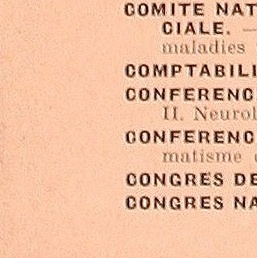 COMITE NAT
CIALE. —
maladies
COMPTABILI
CONFERENC
II. Neurol
CONFERENC
matisme
CONGRES DE
CONGRES NA